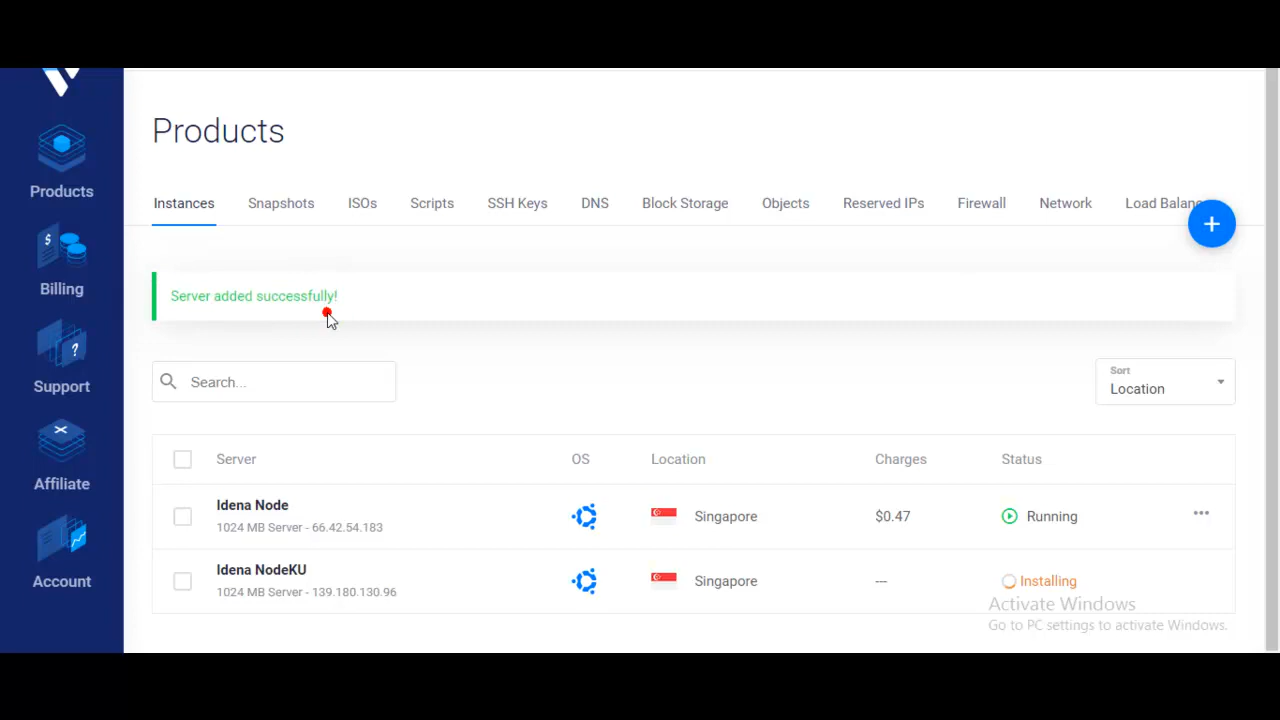 Products
Products
Billing
Support
Affiliate
Account
Instances Snapshots ISOs Scripts SSH Keys DNS Block Storage Objects Reserved IPs Firewall Network Load Balanc
+
Server added successfully!
Search...
Sort
Location
Server OS Location Charges Status
Idena Node
1024 MB Server - 66.42.54.183
Singapore $0.47 Running
Idena NodeKU
1024 MB Server - 139.180.130.96
Singapore --- Installing
Activate Windows
Go to PC settings to activate Windows.